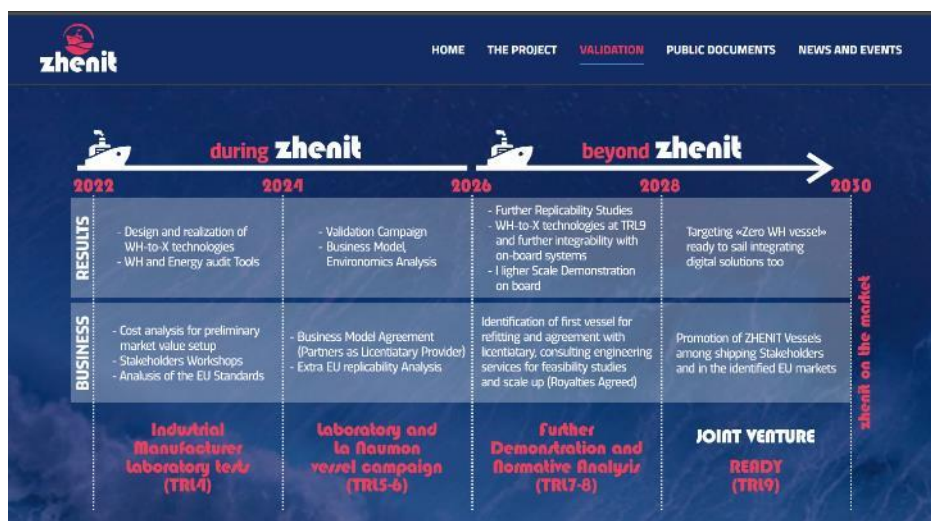 zhenit
HOME THE PROJECT VALIDATION PUBLIC DOCUMENTS NEWS AND EVENTS
during zhenit
beyond zhenit
2022 2024 2026 2028 2030
RESULTS
- Design and realization of
WH-to-X technologies
- WH and Energy audit Tools
- Validation Campaign
- Business Model,
Environomics Analysis
- Further Replicability Studies
- WH-to-X technologies at TRL9
and further integrability with
on-board systems
- Higher Scale Demonstration
on board
Targeting «Zero WH vessel»
ready to sail integrating
digital solutions too
BUSINESS
- Cost analysis for preliminary
market value setup
- Stakeholders Workshops
- Analusis of the EU Standards
- Business Model Agreement
(Partners as Licentiatary Provider)
- Extra EU replicability Analysis
Identification of first vessel for
refitting and agreement with
licentiatary, consulting engineering
services for feasibility studies
and scale up (Royalties Agreed)
Promotion of ZHENIT Vessels
among shipping Stakeholders
and in the identified EU markets
zhenit on the market
Industrial
Manufacturer
Laboratory tests
(TRL4)
Laboratory and
La Naumon
vessel campaign
(TRL5-6)
Further
Demonstration and
Normative Analysis
(TRL7-8)
JOINT VENTURE
READY
(TRL9)